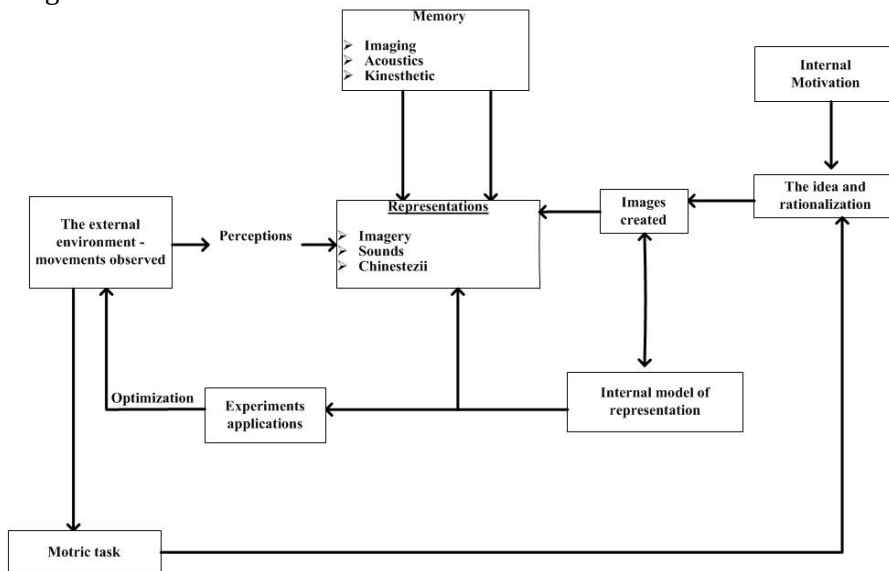 Memory
Imaging
Acoustics
Kinesthetic
Internal
Motivation
The external
environment -
movements observed
Perceptions
Representations
Imagery
Sounds
Chinestezii
Images
created
The idea and
rationalization
Optimization
Experiments
applications
Internal model of
representation
Motric task